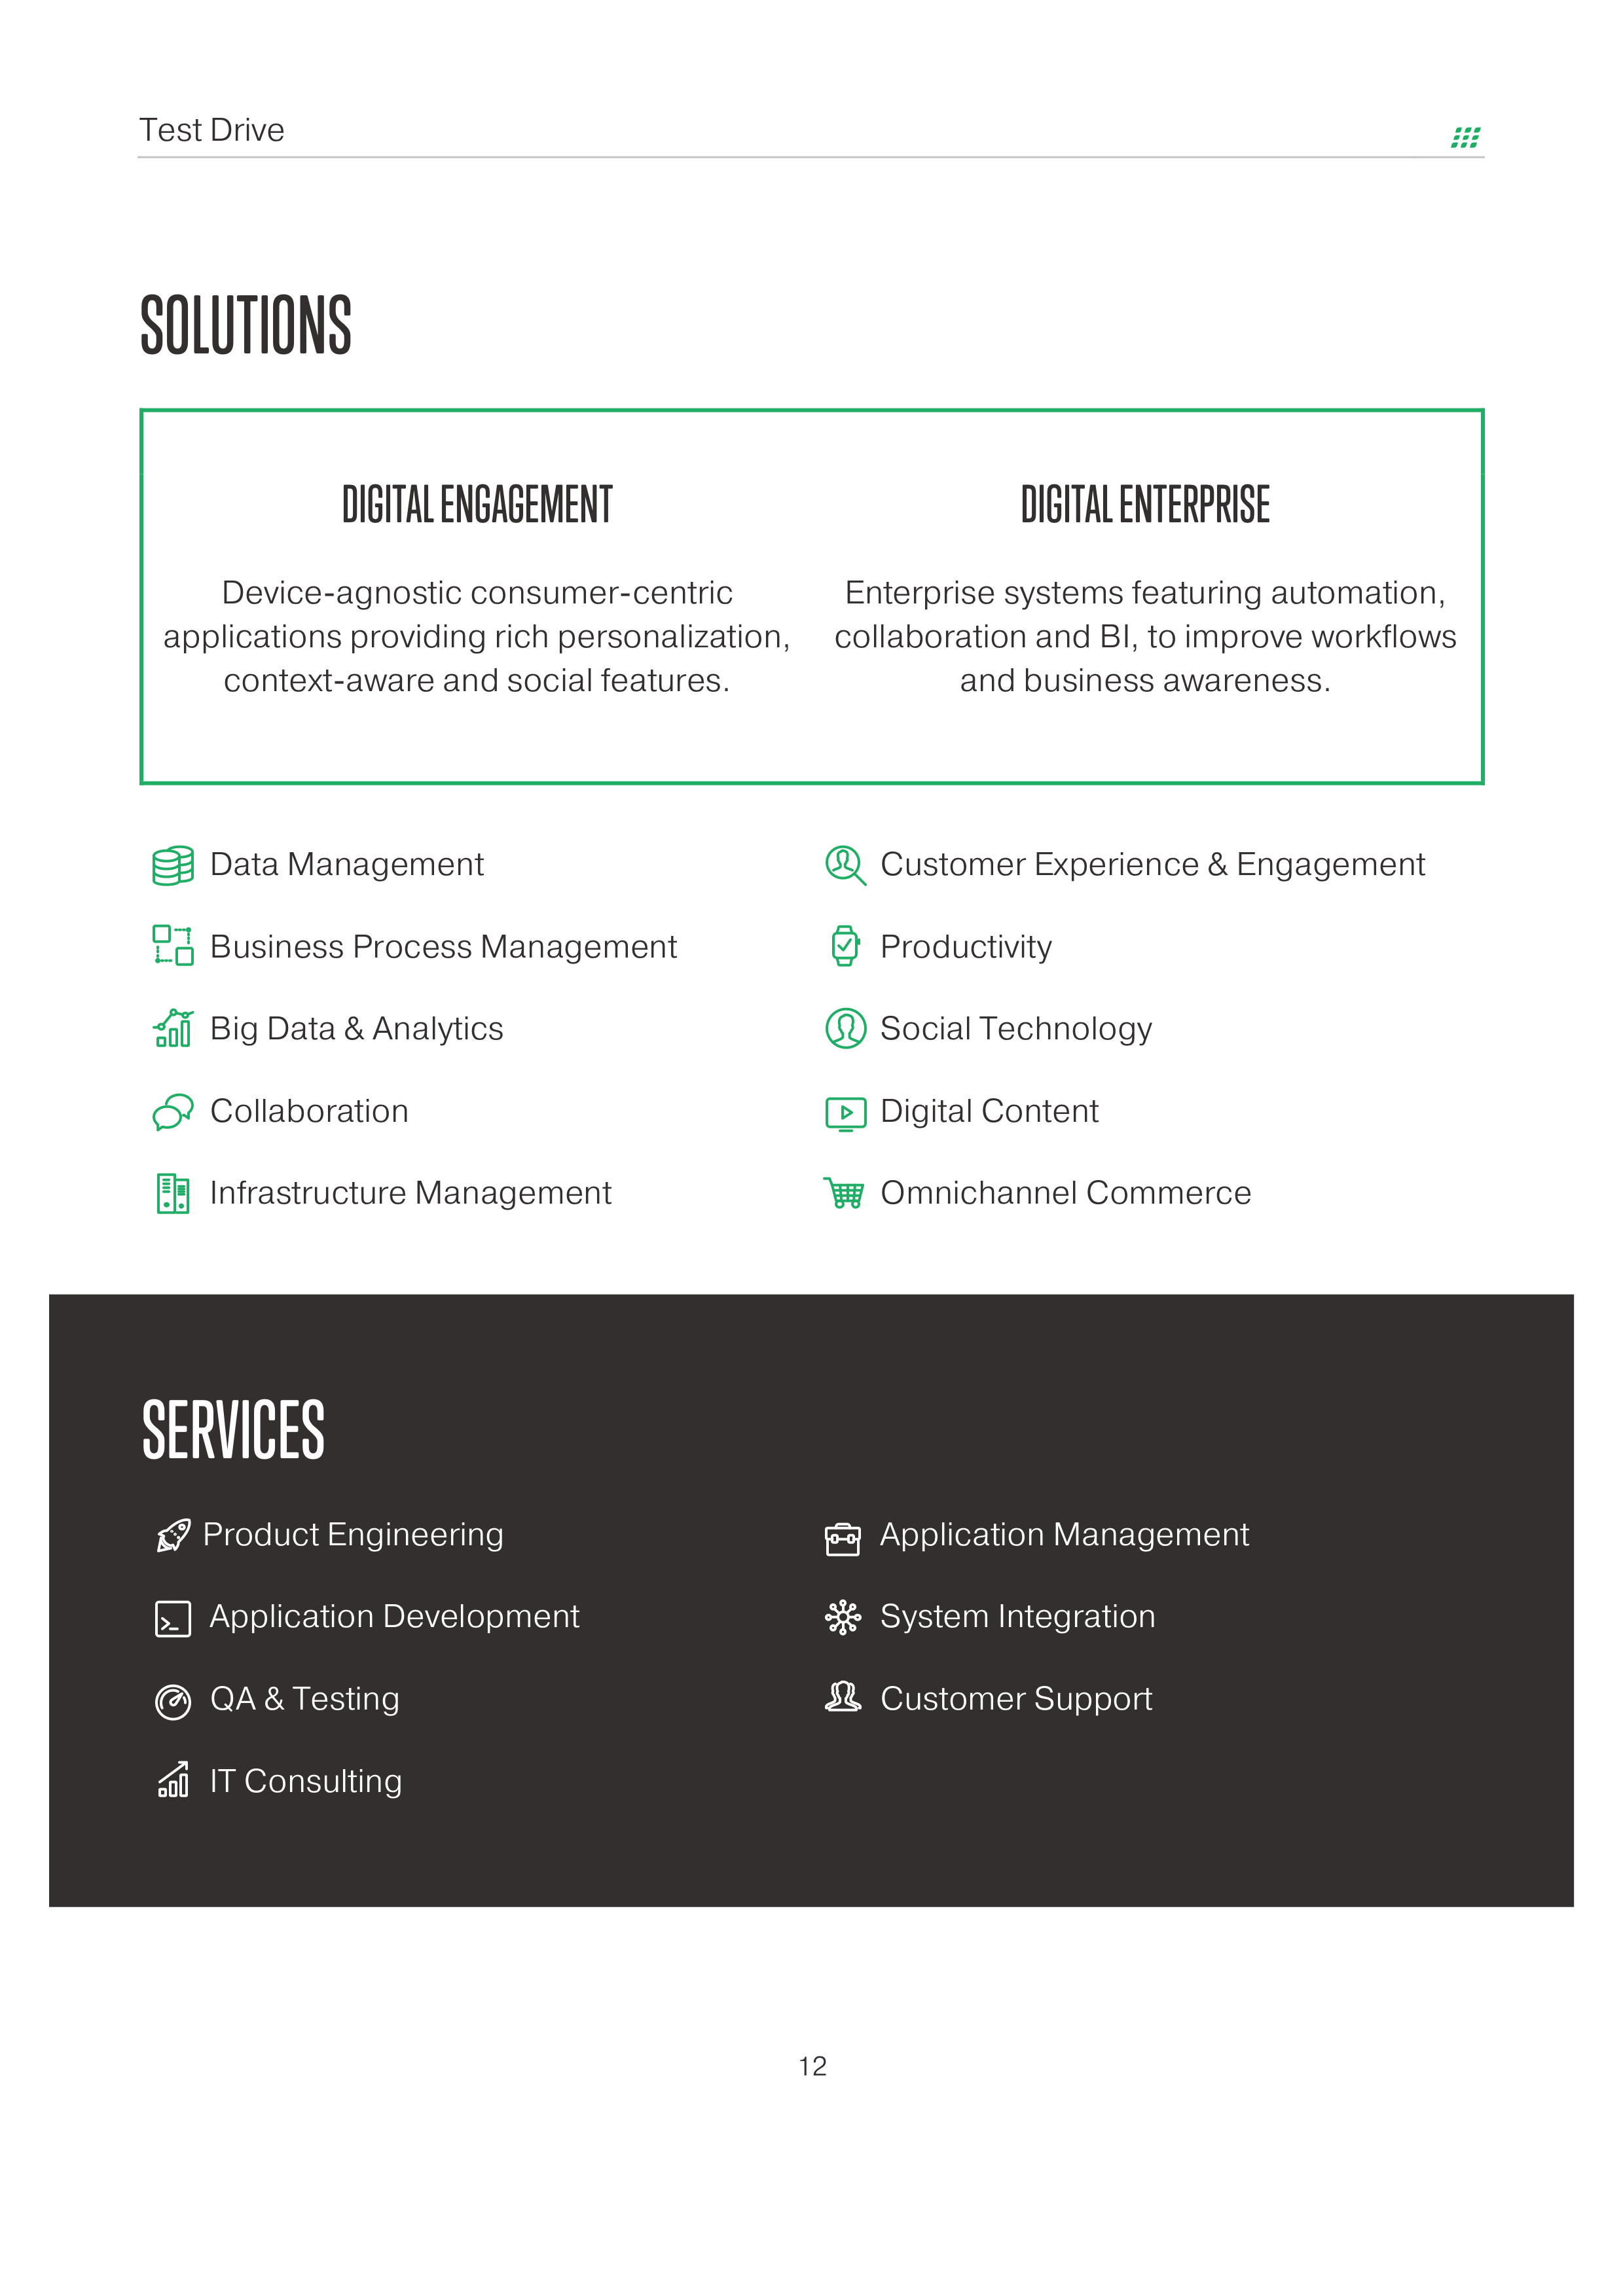 Test Drive
SOLUTIONS
DIGITAL ENGAGEMENT
Device-agnostic consumer-centric
applications providing rich personalization,
context-aware and social features.
DIGITAL ENTERPRISE
Enterprise systems featuring automation,
collaboration and BI, to improve workflows
and business awareness.
Data Management
Business Process Management
Big Data & Analytics
Collaboration
Infrastructure Management
Customer Experience & Engagement
Productivity
Social Technology
Digital Content
Omnichannel Commerce
SERVICES
Product Engineering
Application Development
QA & Testing
IT Consulting
Application Management
System Integration
Customer Support
12